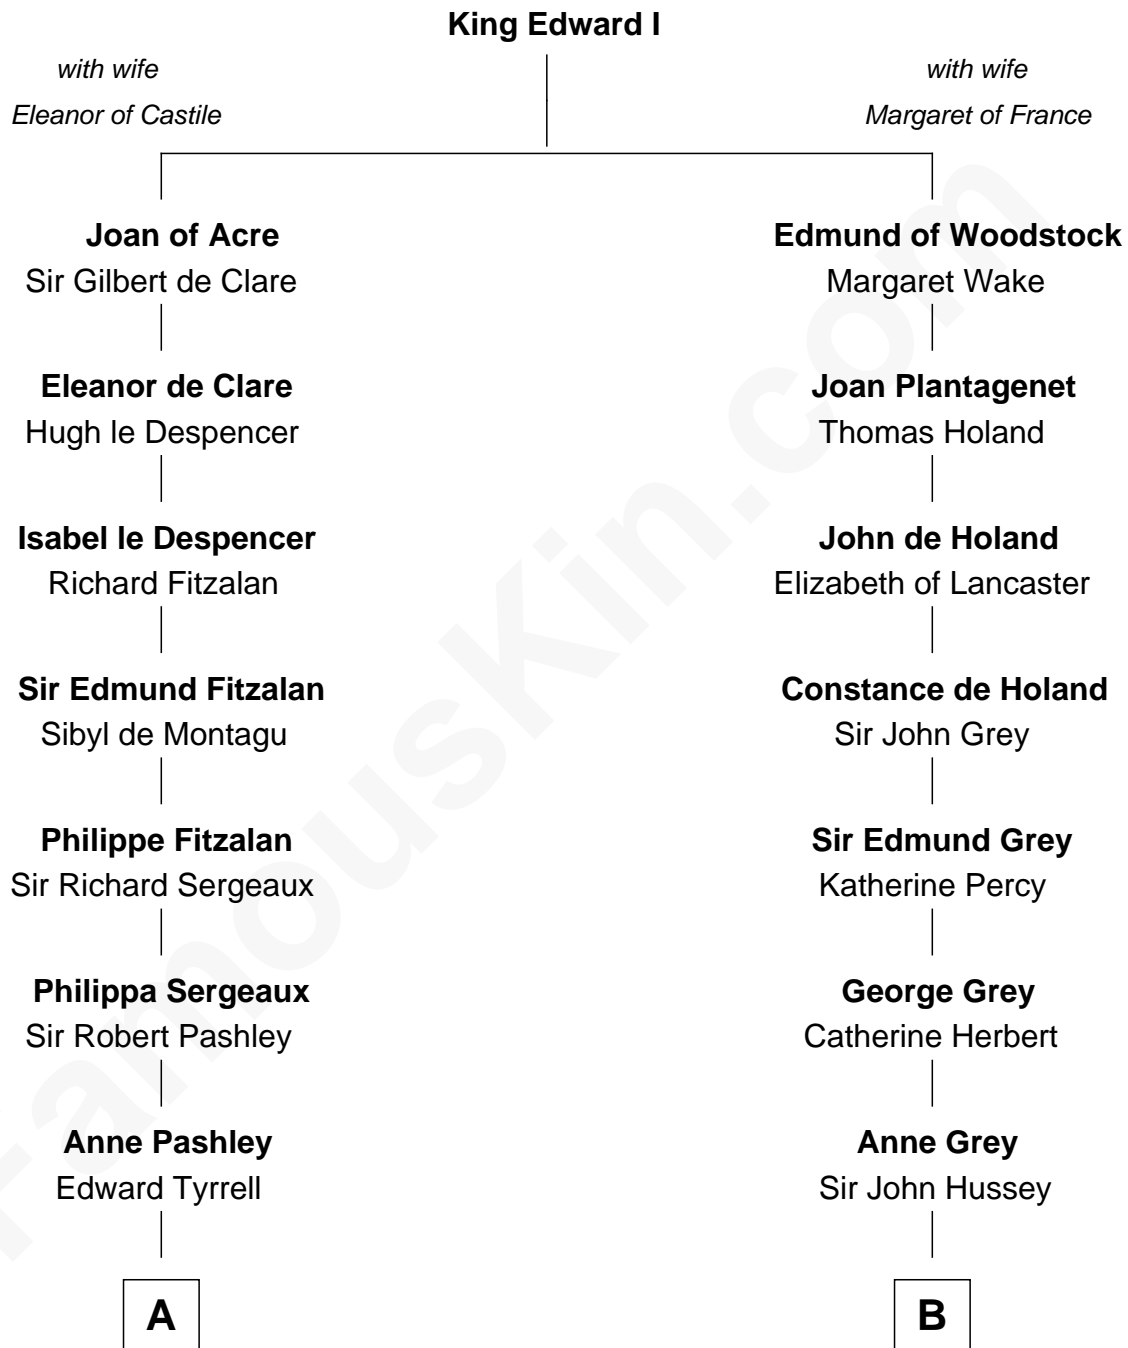 King Edward I
with wife
Eleanor of Castile
with wife
Margaret of France
Joan of Acre
Sir Gilbert de Clare
Edmund of Woodstock
Margaret Wake
Eleanor de Clare
Hugh le Despencer
Joan Plantagenet
Thomas Holand
Isabel le Despencer
Richard Fitzalan
John de Holand
Elizabeth of Lancaster
Sir Edmund Fitzalan
Sibyl de Montagu
Constance de Holand
Sir John Grey
Philippe Fitzalan
Sir Richard Sergeaux
Sir Edmund Grey
Katherine Percy
Philippa Sergeaux
Sir Robert Pashley
George Grey
Catherine Herbert
Anne Pashley
Edward Tyrrell
Anne Grey
Sir John Hussey
A
B
FamousKin.com